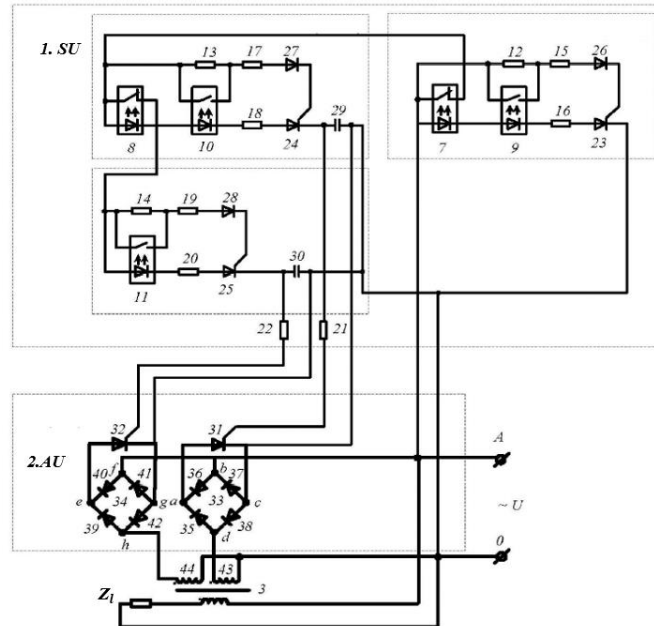 1. SU
13 17 27
12 15 26
18 29
16
8 10 24
7 9 23
14 19 28
20 30
11 25
22 21
2.AU
32 31 A
f b
40 41 36 37
e 34 g a 33 c
~ U
39 42 35 38
h d
0
44 43
3
Zl